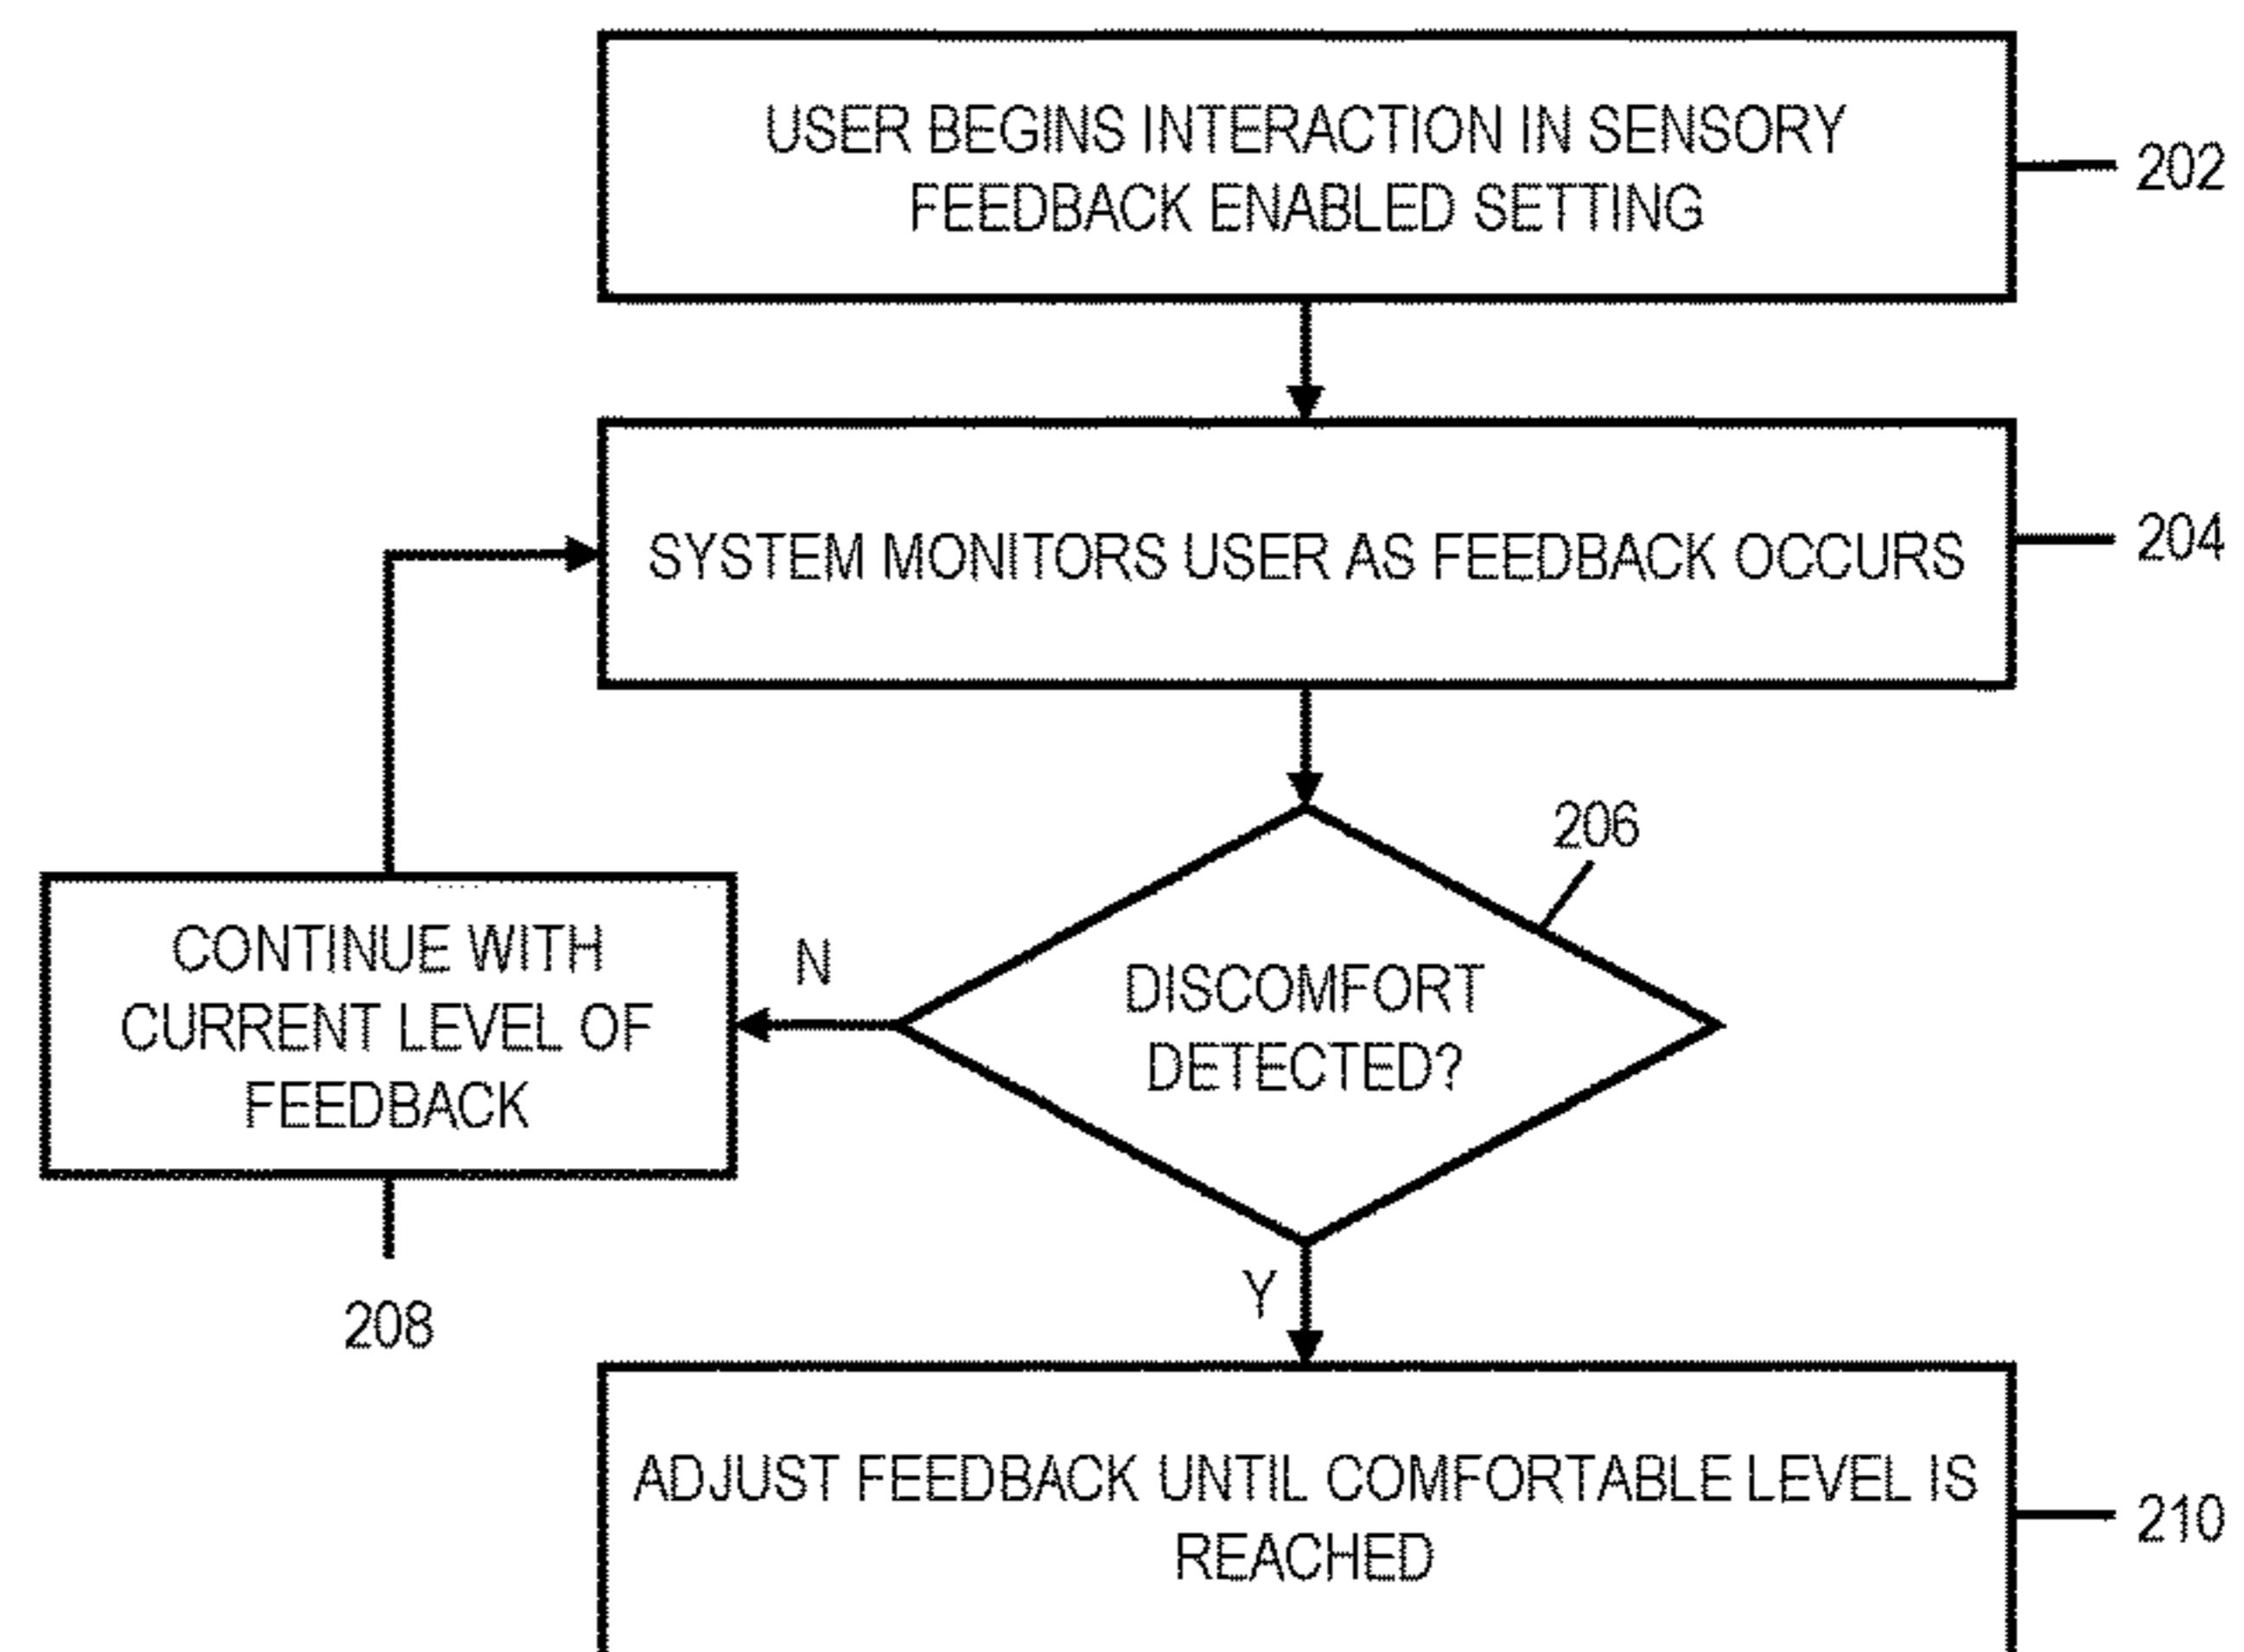 USER BEGINS INTERACTION IN SENSORY
FEEDBACK ENABLED SETTING
202
SYSTEM MONITORS USER AS FEEDBACK OCCURS
204
206
DISCOMFORT
DETECTED?
N
CONTINUE WITH
CURRENT LEVEL OF
FEEDBACK
208
Y
ADJUST FEEDBACK UNTIL COMFORTABLE LEVEL IS
REACHED
210